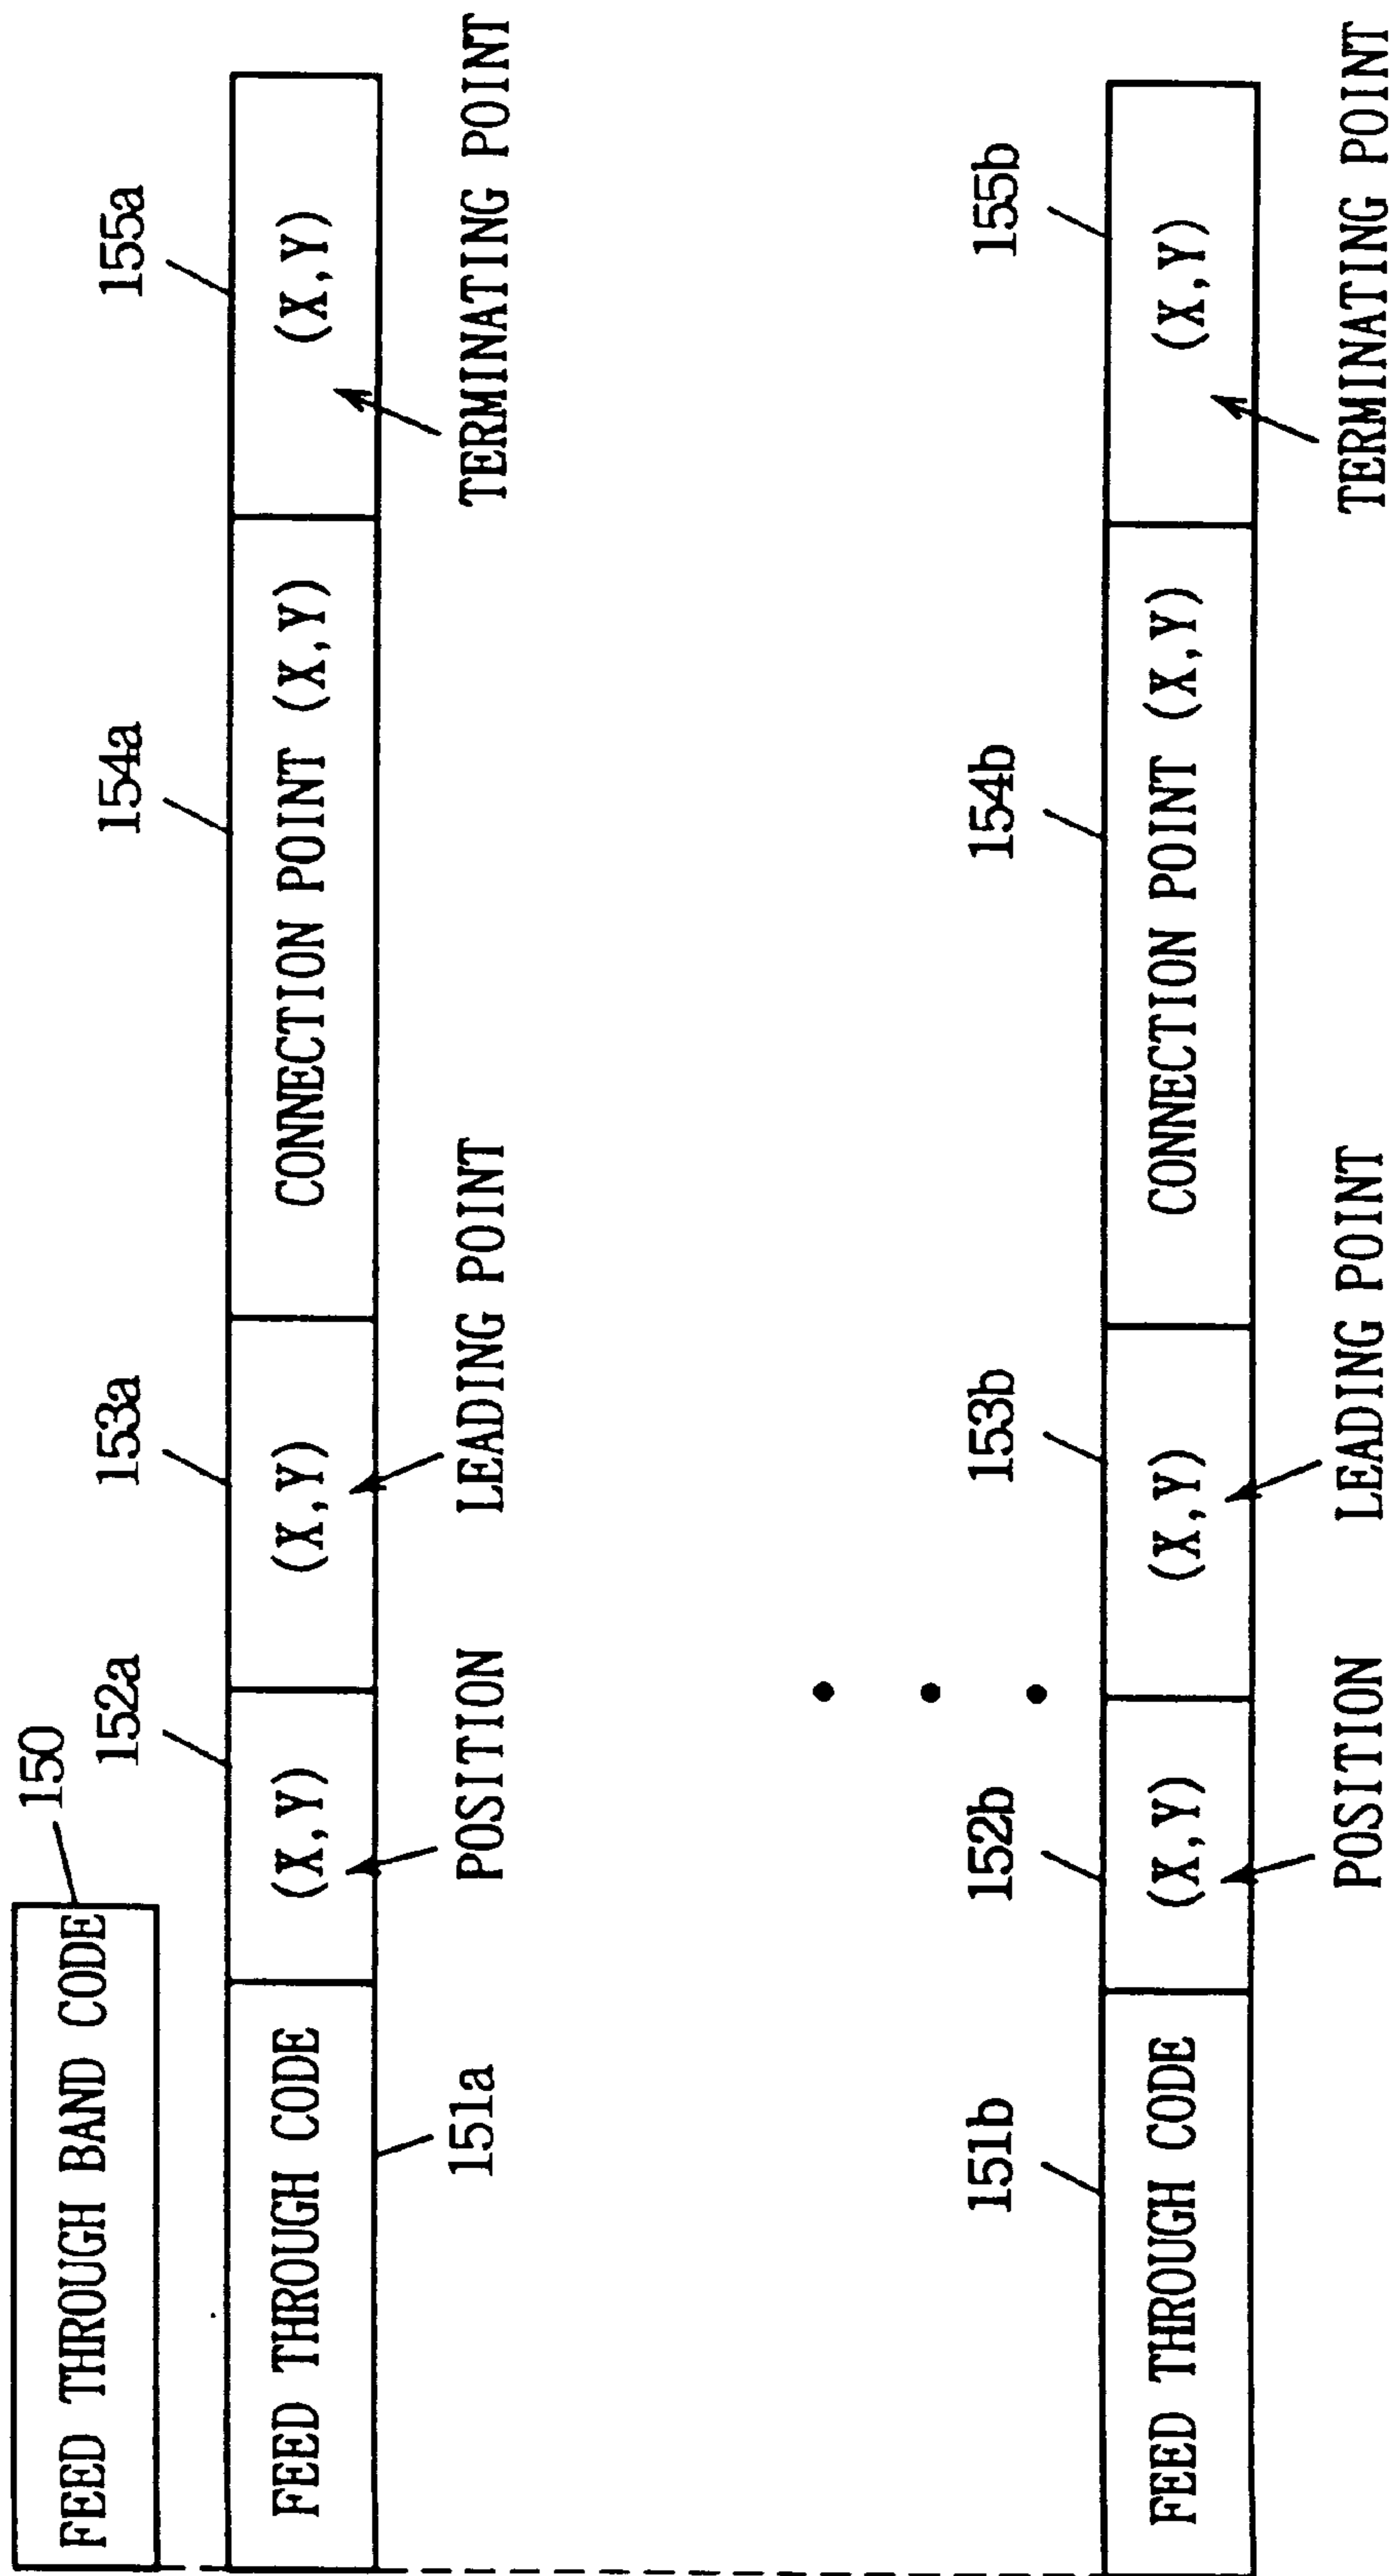 FEED THROUGH BAND CODE
150
152a
153a
154a
155a
FEED THROUGH CODE
(X,Y)
(X,Y)
CONNECTION POINT (X,Y)
(X,Y)
151a
POSITION
LEADING POINT
TERMINATING POINT
151b
152b
153b
154b
155b
FEED THROUGH CODE
(X,Y)
(X,Y)
CONNECTION POINT (X,Y)
(X,Y)
POSITION
LEADING POINT
TERMINATING POINT